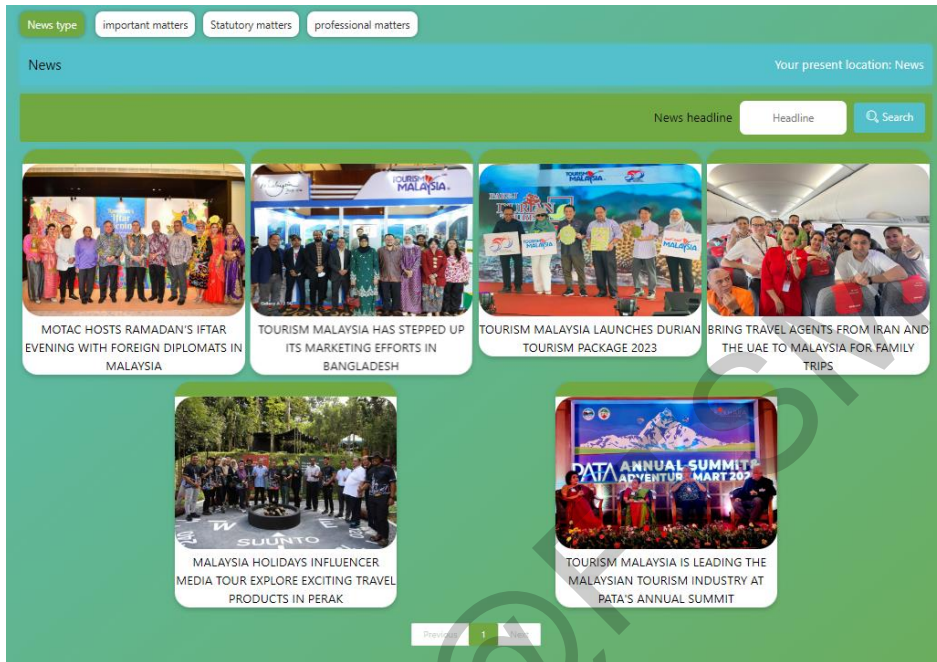 News type
important matters
Statutory matters
professional matters
News
Your present location: News
News headline
Headline
Search
MOTAC HOSTS RAMADAN'S IFTAR
EVENING WITH FOREIGN DIPLOMATS IN
MALAYSIA
TOURISM MALAYSIA HAS STEPPED UP
ITS MARKETING EFFORTS IN
BANGLADESH
TOURISM MALAYSIA LAUNCHES DURIAN
TOURISM PACKAGE 2023
BRING TRAVEL AGENTS FROM IRAN AND
THE UAE TO MALAYSIA FOR FAMILY
TRIPS
PATA ANNUAL SUMMIT
W
E
SUUNTO
MALAYSIA HOLIDAYS INFLUENCER
MEDIA TOUR EXPLORE EXCITING TRAVEL
PRODUCTS IN PERAK
TOURISM MALAYSIA IS LEADING THE
MALAYSIAN TOURISM INDUSTRY AT
PATA'S ANNUAL SUMMIT
Previous
1
Next